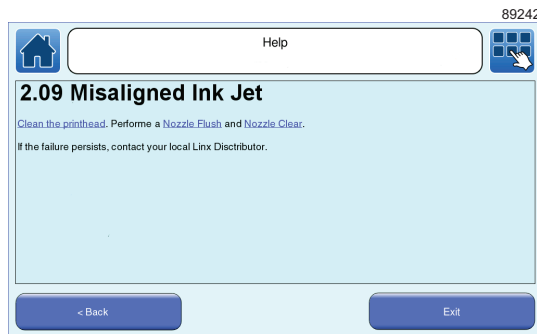 89242
Help
2.09 Misaligned Ink Jet
Clean the printhead. Performe a Nozzle Flush and Nozzle Clear.
If the failure persists, contact your local Linx Disctributor.
< Back
Exit